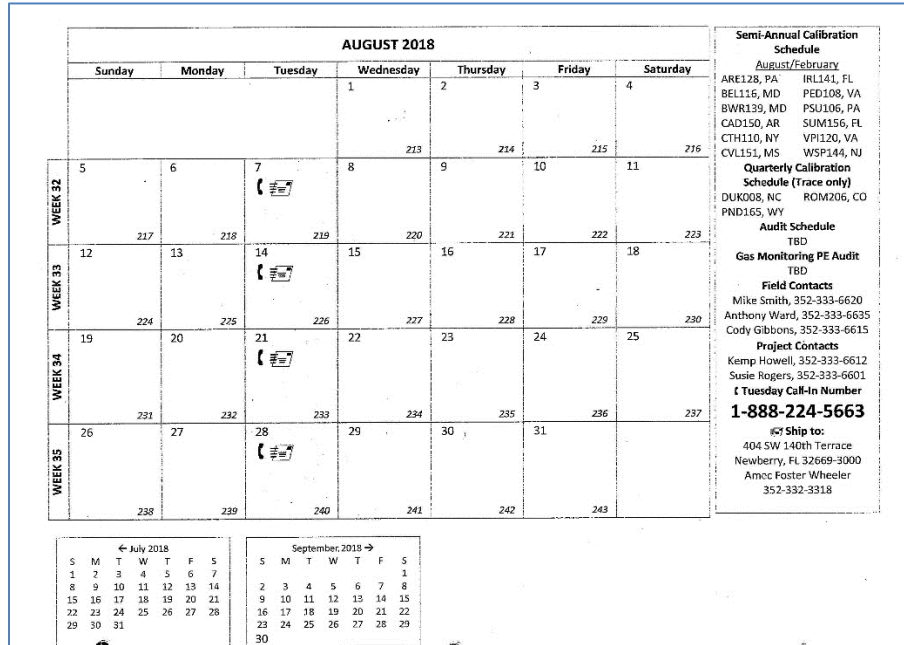 AUGUST 2018
Sunday Monday Tuesday Wednesday Thursday Friday Saturday
1 2 3 4
213 214 215 216
WEEK 32
5 6 7 8 9 10 11
217 218 219 220 221 222 223
WEEK 33
12 13 14 15 16 17 18
224 225 226 227 228 229 230
WEEK 34
19 20 21 22 23 24 25
231 232 233 234 235 236 237
WEEK 35
26 27 28 29 30 31
238 239 240 241 242 243
Semi-Annual Calibration
Schedule
August/February
ARE128, PA IRL141, FL
BEL116, MD PED108, VA
BWR139, MD PSU106, PA
CAD150, AR SUM156, FL
CTH110, NY VPI120, VA
CVL151, MS WSP144, NJ
Quarterly Calibration
Schedule (Trace only)
DUK008, NC ROM206, CO
PND165, WY
Audit Schedule
TBD
Gas Monitoring PE Audit
TBD
Field Contacts
Mike Smith, 352-333-6620
Anthony Ward, 352-333-6635
Cody Gibbons, 352-333-6615
Project Contacts
Kemp Howell, 352-333-6612
Susie Rogers, 352-333-6601
Tuesday Call-In Number
1-888-224-5663
Ship to:
404 SW 140th Terrace
Newberry, FL 32669-3000
Amec Foster Wheeler
352-332-3318
← July 2018
S M T W T F S
1 2 3 4 5 6 7
8 9 10 11 12 13 14
15 16 17 18 19 20 21
22 23 24 25 26 27 28
29 30 31
September 2018 →
S M T W T F S
1
2 3 4 5 6 7 8
9 10 11 12 13 14 15
16 17 18 19 20 21 22
23 24 25 26 27 28 29
30